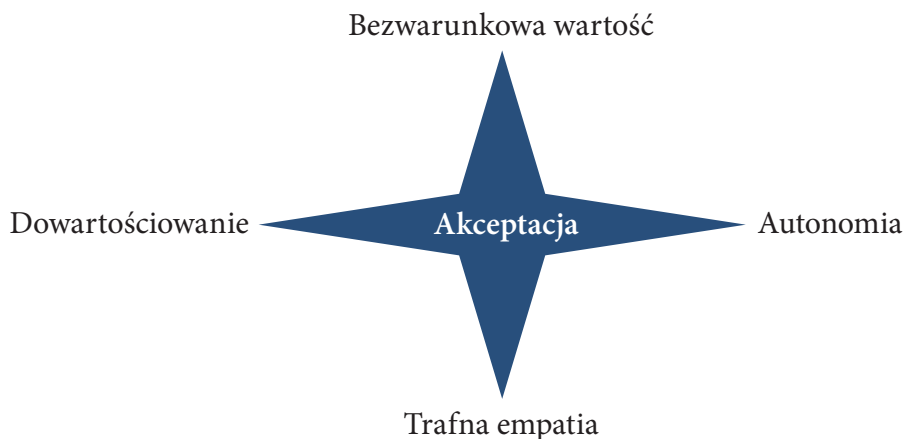 Bezwarunkowa wartość
Dowartościowanie
Akceptacja
Autonomia
Trafna empatia